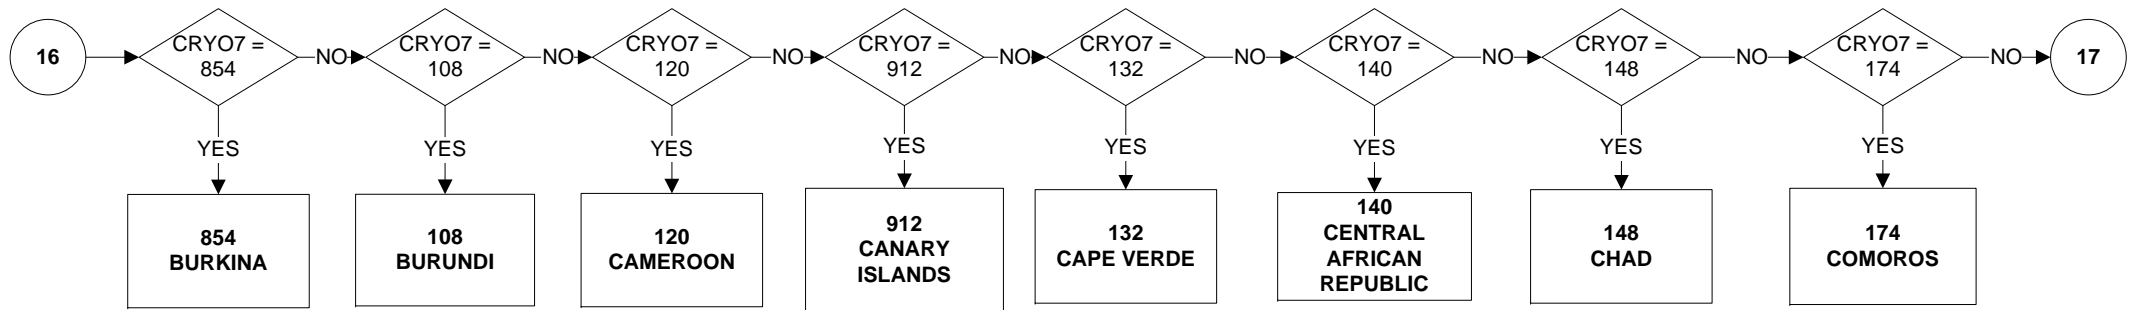 16
CRYO7 =
854
NO
CRYO7 =
108
NO
CRYO7 =
120
NO
CRYO7 =
912
NO
CRYO7 =
132
NO
CRYO7 =
140
NO
CRYO7 =
148
NO
CRYO7 =
174
NO
17
YES
YES
YES
YES
YES
YES
YES
YES
854
BURKINA
108
BURUNDI
120
CAMEROON
912
CANARY
ISLANDS
132
CAPE VERDE
140
CENTRAL
AFRICAN
REPUBLIC
148
CHAD
174
COMOROS